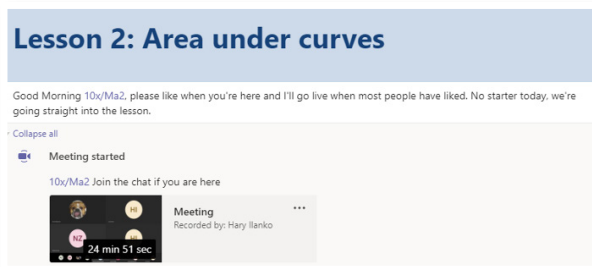 Lesson 2: Area under curves
Good Morning 10x/Ma2, please like when you're here and I'll go live when most people have liked. No starter today, we're
going straight into the lesson.
Collapse all
Meeting started
10x/Ma2 Join the chat if you are here
HI
Meeting
Recorded by: Hary Ilanko
NZ
24 min 51 sec